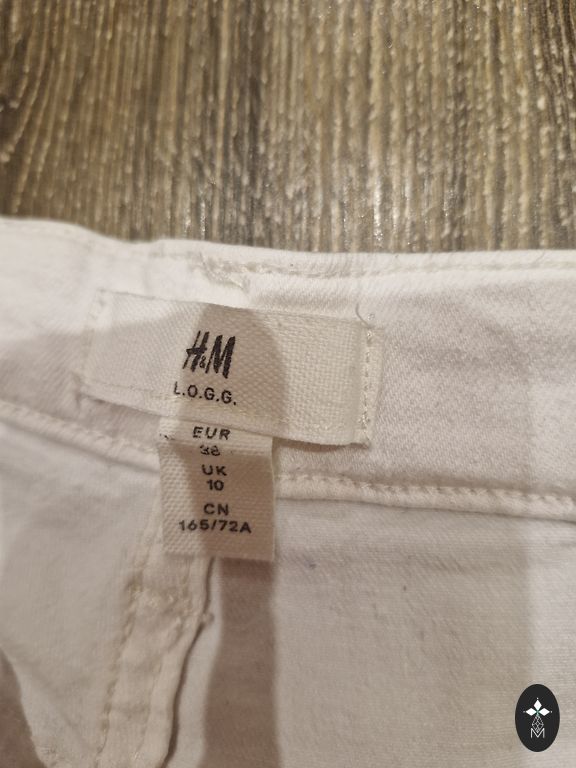 H&M
L.O.G.G.
EUR
38
UK
10
CN
165/72A
M